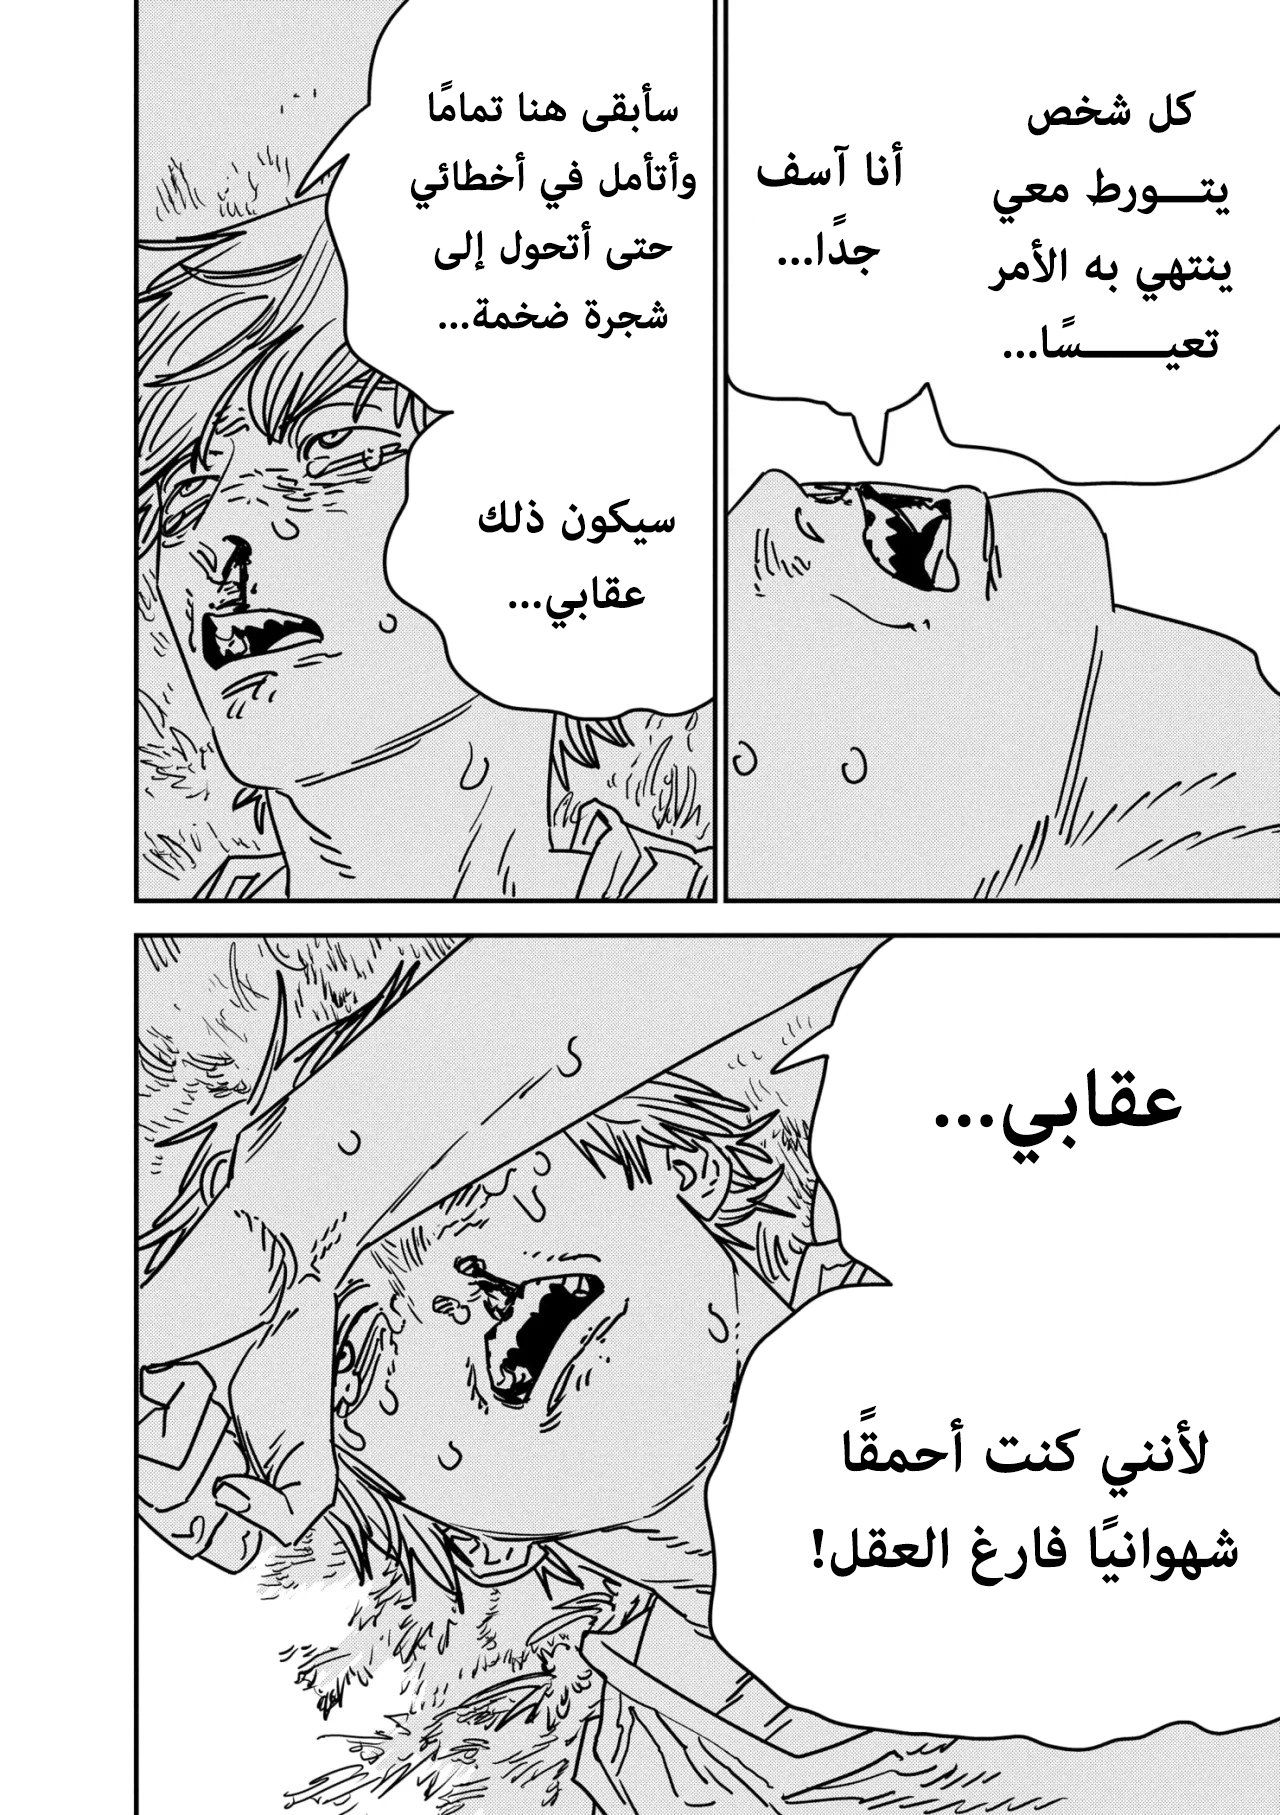 كل شخص
يتـــورط معي
ينتهي به الأمر
تعيـــــــسًا...
أنا آسف
جدًا...
سأبقى هنا تمامًا
وأتأمل في أخطائي
حتى أتحول إلى
شجرة ضخمة...
سيكون ذلك
عقابي...
عقابي...
لأنني كنت أحمقًا
شهوانيًا فارغ العقل!